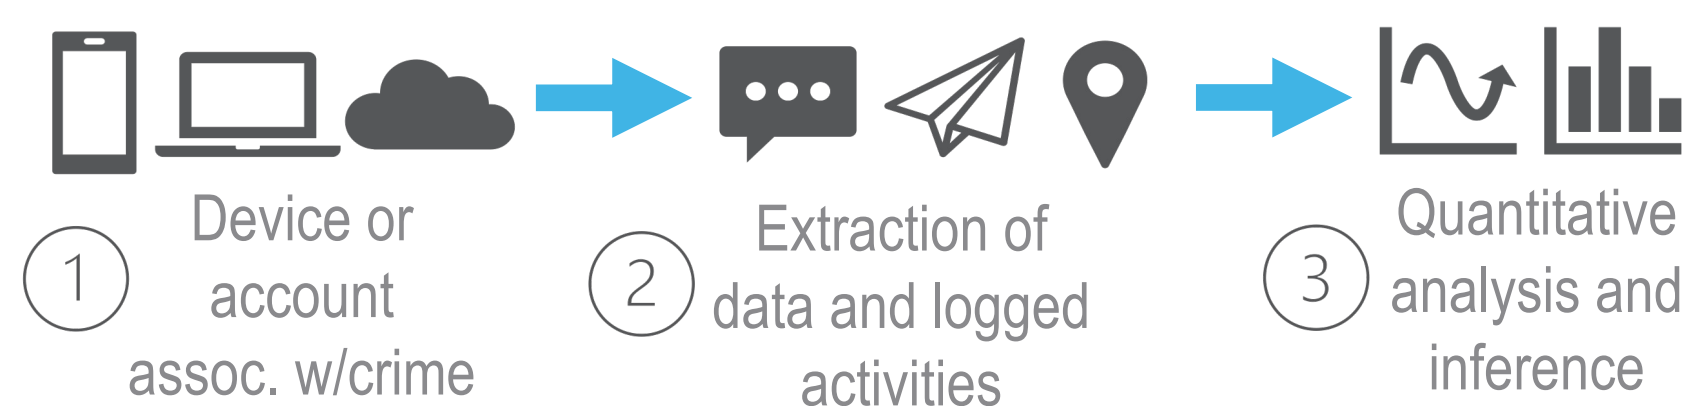 1
Device or
account
assoc. w/crime
2
Extraction of
data and logged
activities
3
Quantitative
analysis and
inference